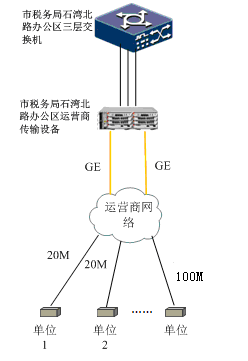 市税务局石湾北
路办公区三层交
换机
市税务局石湾北
路办公区运营商
传输设备
GE
GE
运营商网
络
20M
20M
100M
单位
1
单位
2
......
单位